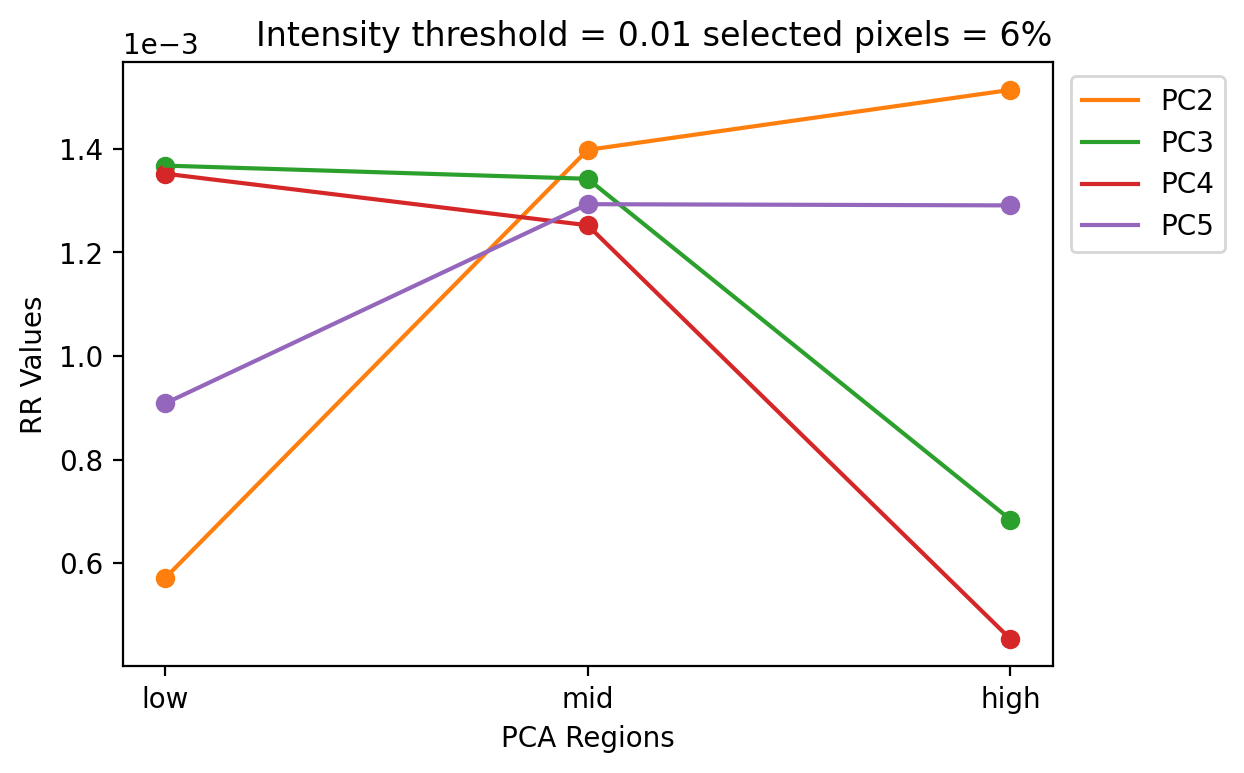 Intensity threshold = 0.01 selected pixels = 6%
1e−3
1.4
1.2
1.0
0.8
0.6
RR Values
low
mid
high
PCA Regions
PC2
PC3
PC4
PC5